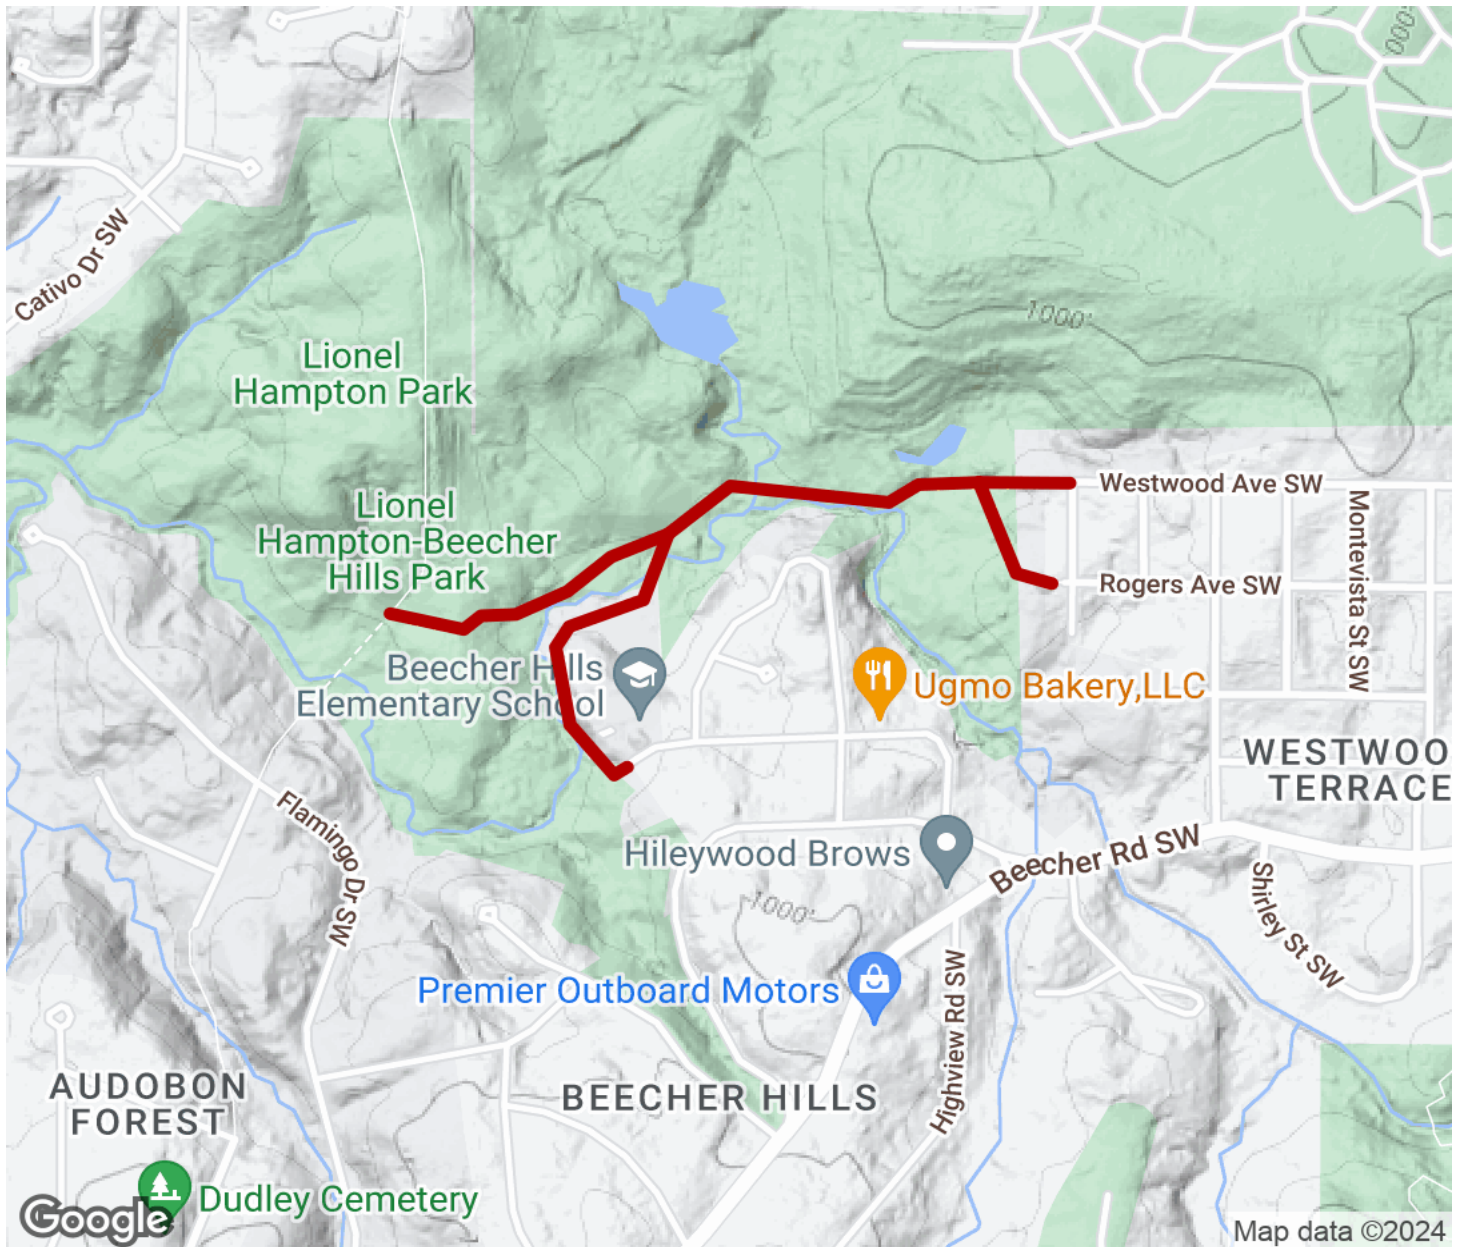 000'
Cativo Dr SW
1000'
Lionel
Hampton Park
Westwood Ave SW
Lionel
Hampton-Beecher
Hills Park
Rogers Ave SW
Montevista St SW
Beecher Hills
Elementary School
Ugmo Bakery,LLC
WESTWOO
TERRACE
Flamingo Dr SW
Hileywood Brows
Beecher Rd SW
Shirley St SW
1000'
Premier Outboard Motors
Highview Rd SW
AUDOBON
FOREST
BEECHER HILLS
Dudley Cemetery
Google
Map data ©2024